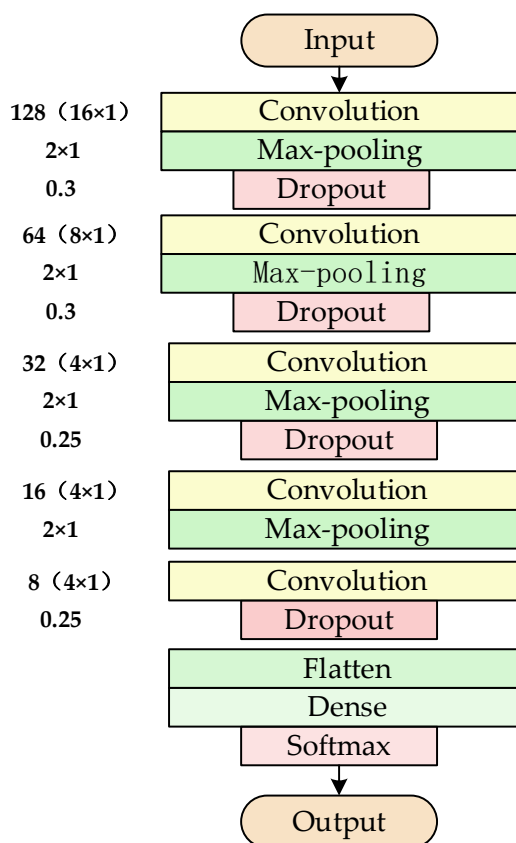 Input
128（16×1） Convolution
2×1 Max-pooling
0.3 Dropout
64（8×1） Convolution
2×1 Max-pooling
0.3 Dropout
32（4×1） Convolution
2×1 Max-pooling
0.25 Dropout
16（4×1） Convolution
2×1 Max-pooling
8（4×1） Convolution
0.25 Dropout
Flatten
Dense
Softmax
Output